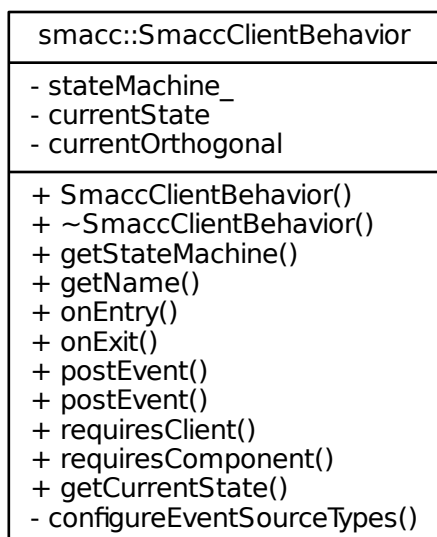 smacc::SmaccClientBehavior
- stateMachine_
- currentState
- currentOrthogonal
+ SmaccClientBehavior()
+ ~SmaccClientBehavior()
+ getStateMachine()
+ getName()
+ onEntry()
+ onExit()
+ postEvent()
+ postEvent()
+ requiresClient()
+ requiresComponent()
+ getCurrentState()
- configureEventSourceTypes()